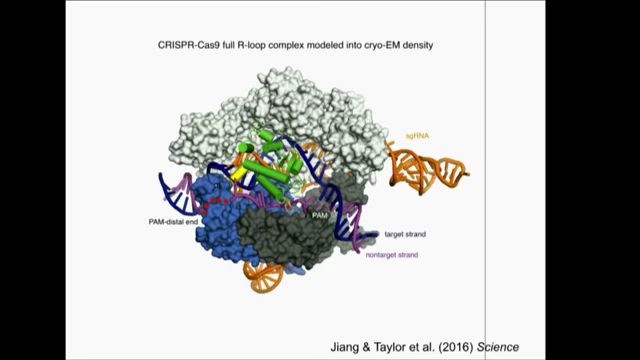 CRISPR-Cas9 full R-loop complex modeled into cryo-EM density
sgRNA
PAM-distal end
PAM
target strand
nontarget strand
Jiang & Taylor et al. (2016) Science